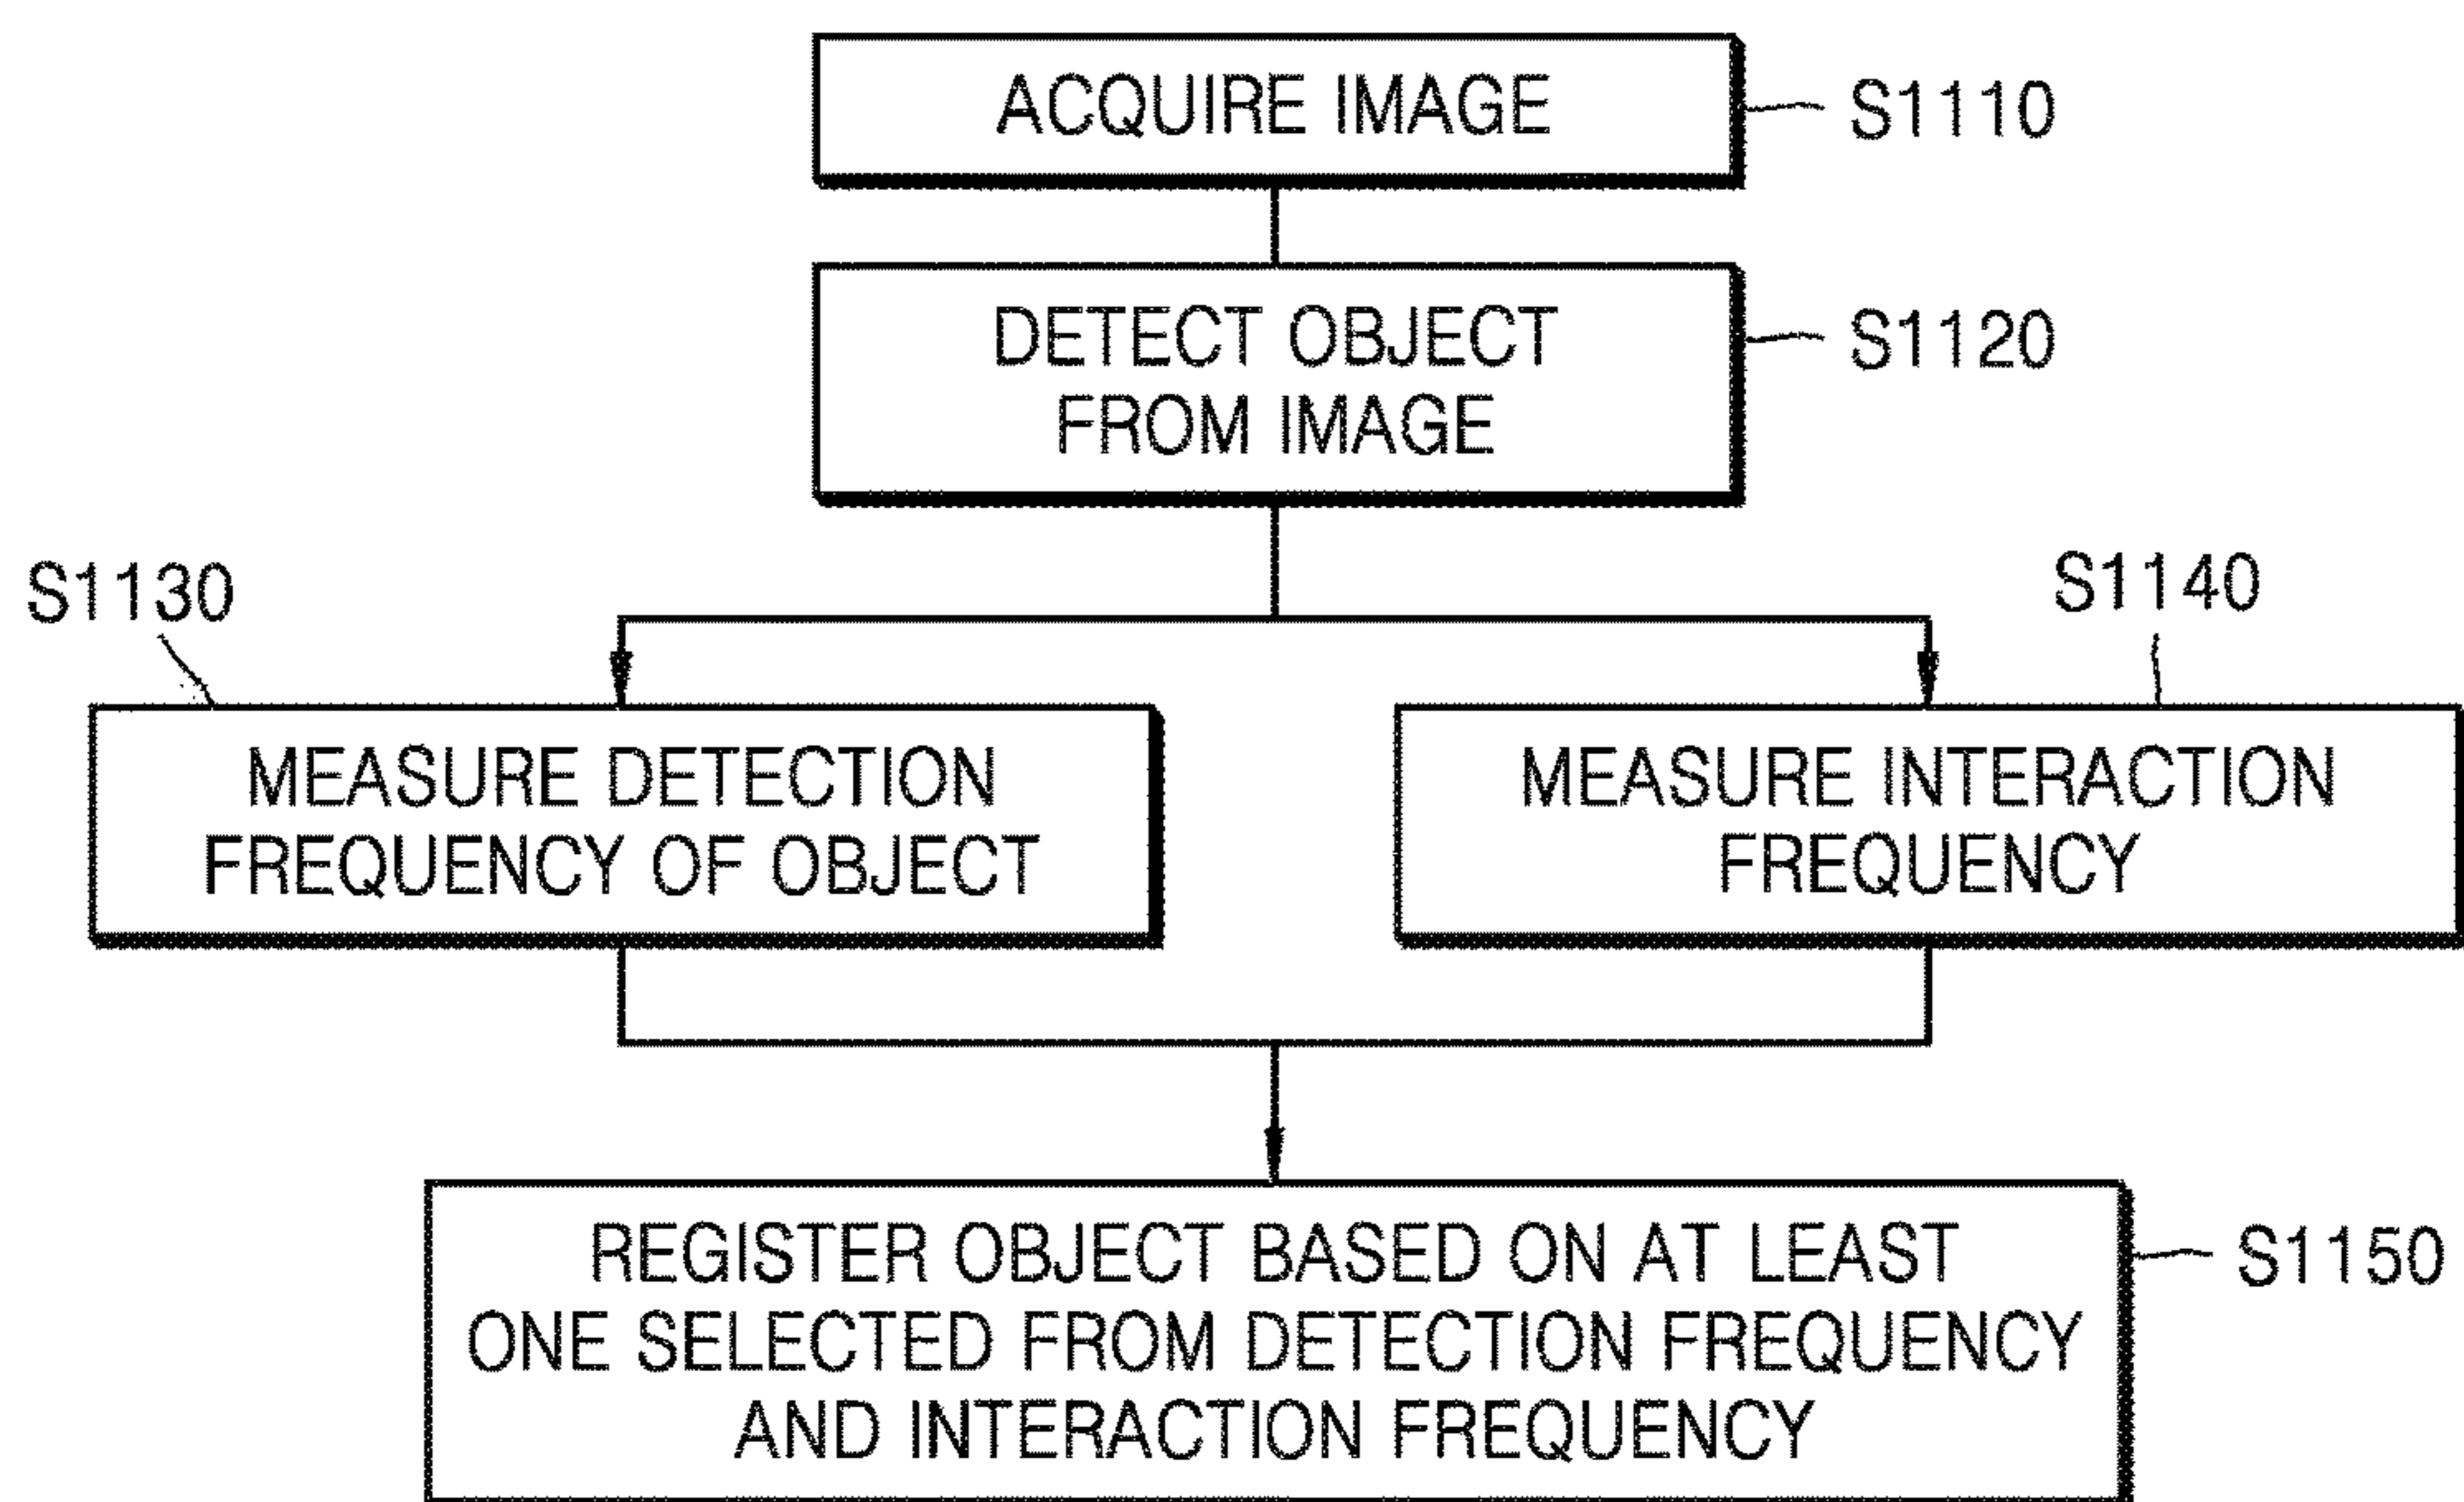 ACQUIRE IMAGE
S1110
DETECT OBJECT
FROM IMAGE
S1120
S1130
S1140
MEASURE DETECTION
FREQUENCY OF OBJECT
MEASURE INTERACTION
FREQUENCY
REGISTER OBJECT BASED ON AT LEAST
ONE SELECTED FROM DETECTION FREQUENCY
AND INTERACTION FREQUENCY
S1150